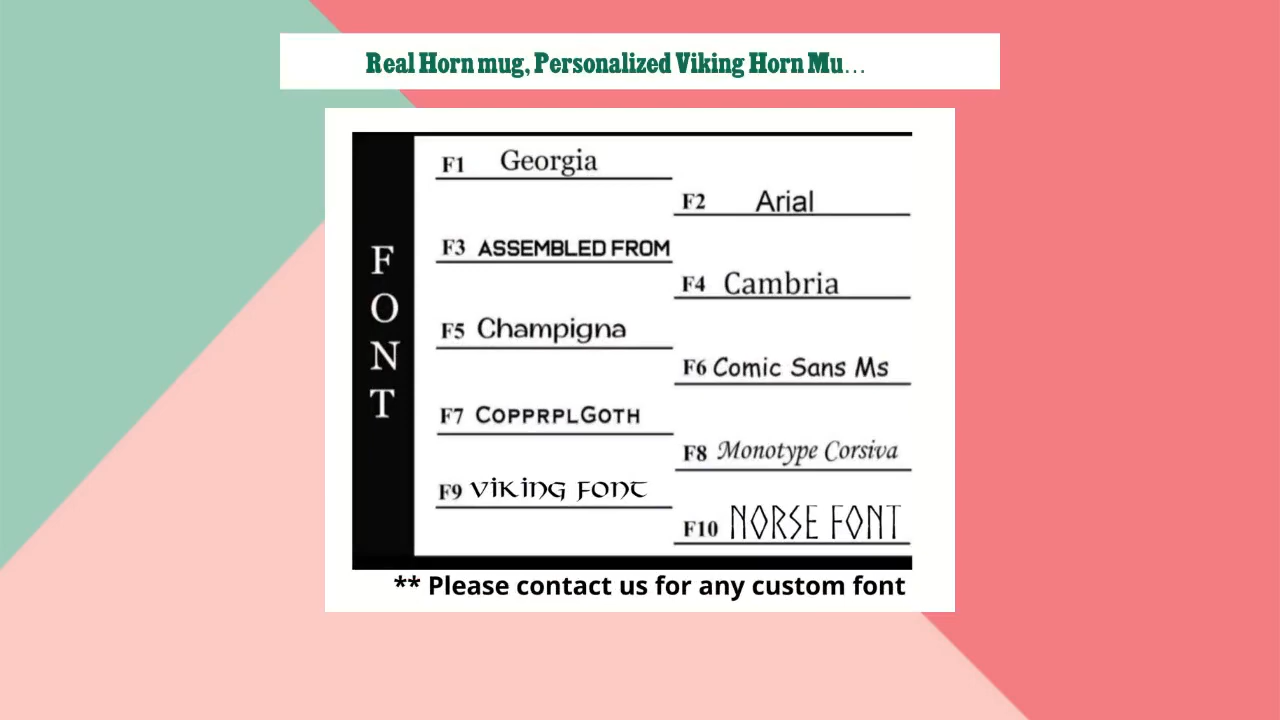 Real Horn mug, Personalized Viking Horn Mu...
FONT
F1 Georgia
F2 Arial
F3 ASSEMBLED FROM
F4 Cambria
F5 Champigna
F6 Comic Sans Ms
F7 COPPRPLGOTH
F8 Monotype Corsiva
F9 VIKING FONT
F10 NORSE FONT
** Please contact us for any custom font